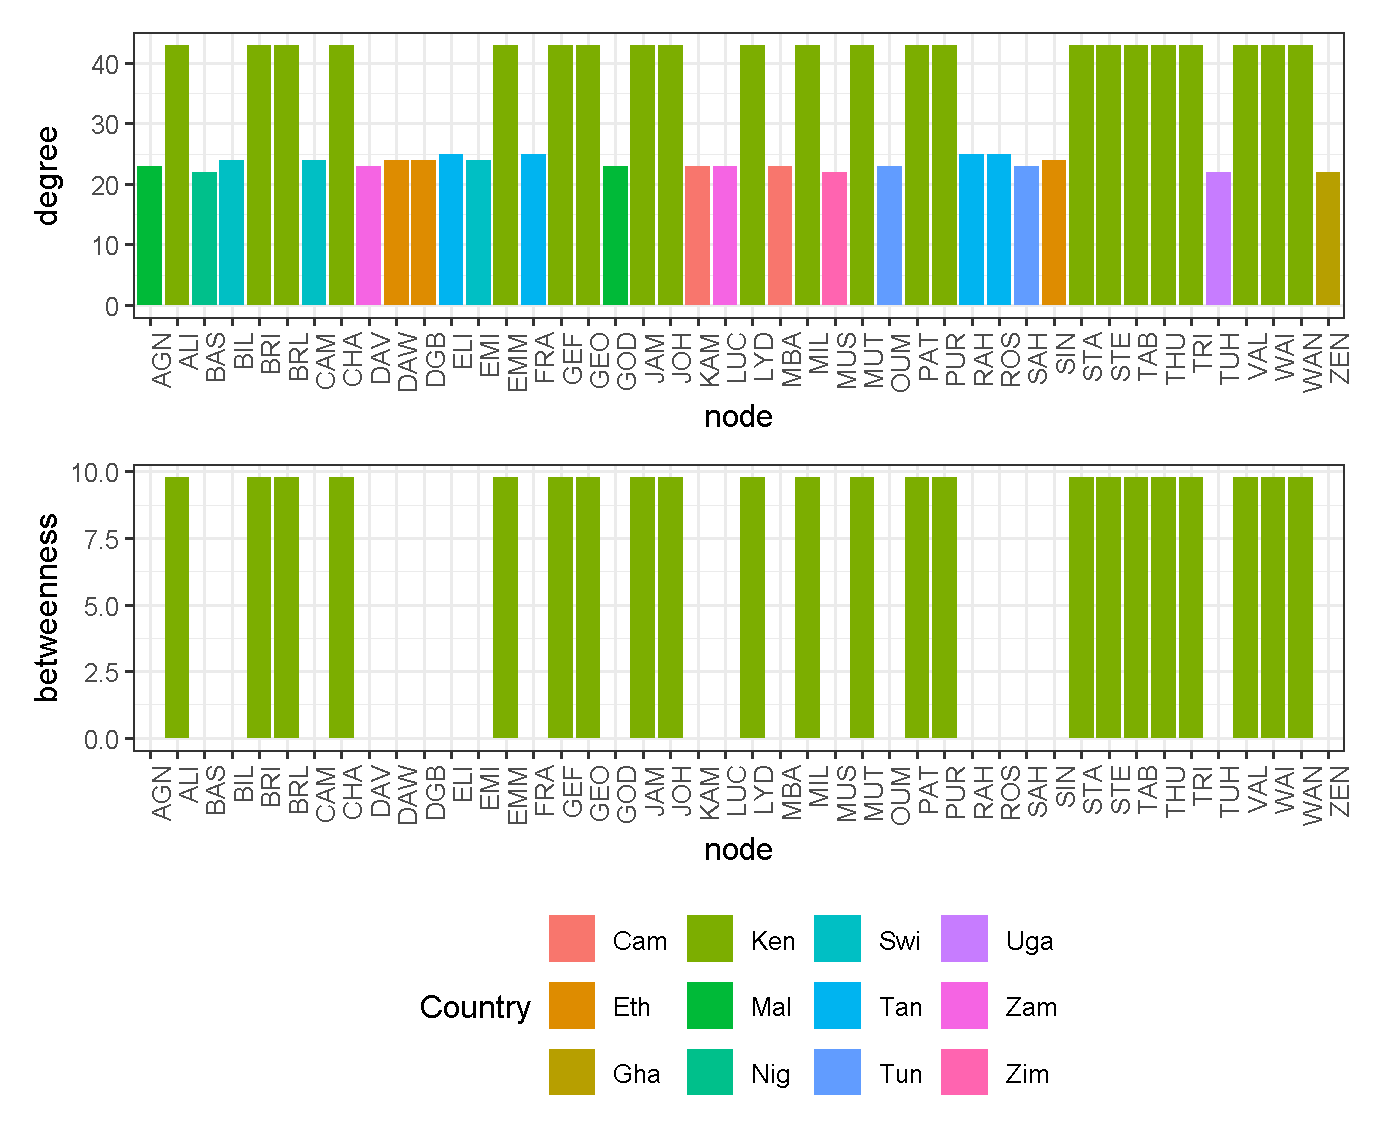 degree
40
30
20
10
0
AGN ALI BAS BIL BRI BRL CAM CHA DAV DAW DGB ELI EMI EMM FRA GEF GEO GOD JAM JOH KAM LUC LYD MBA MIL MUS MUT OUM PAT PUR RAH ROS SAH SIN STA STE TAB THU TRI TUH VAL WAI WAN ZEN
node
betweenness
10.0
7.5
5.0
2.5
0.0
AGN ALI BAS BIL BRI BRL CAM CHA DAV DAW DGB ELI EMI EMM FRA GEF GEO GOD JAM JOH KAM LUC LYD MBA MIL MUS MUT OUM PAT PUR RAH ROS SAH SIN STA STE TAB THU TRI TUH VAL WAI WAN ZEN
node
Country
Cam Ken Swi Uga
Eth Mal Tan Zam
Gha Nig Tun Zim